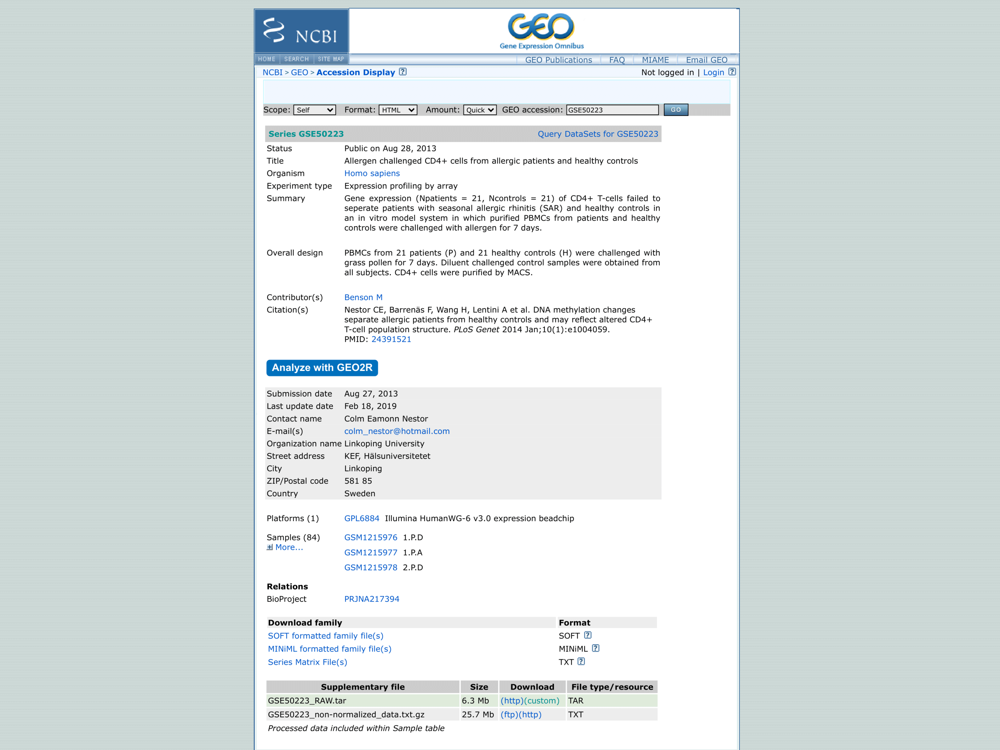 NCBI
GEO
Gene Expression Omnibus
HOME SEARCH SITE MAP GEO Publications FAQ MIAME Email GEO
NCBI > GEO > Accession Display ? Not logged in | Login ?
Scope: Self Format: HTML Amount: Quick GEO accession: GSE50223 GO
Series GSE50223 Query DataSets for GSE50223
Status Public on Aug 28, 2013
Title Allergen challenged CD4+ cells from allergic patients and healthy controls
Organism Homo sapiens
Experiment type Expression profiling by array
Summary Gene expression (Npatients = 21, Ncontrols = 21) of CD4+ T-cells failed to
seperate patients with seasonal allergic rhinitis (SAR) and healthy controls in
an in vitro model system in which purified PBMCs from patients and healthy
controls were challenged with allergen for 7 days.
Overall design PBMCs from 21 patients (P) and 21 healthy controls (H) were challenged with
grass pollen for 7 days. Diluent challenged control samples were obtained from
all subjects. CD4+ cells were purified by MACS.
Contributor(s) Benson M
Citation(s) Nestor CE, Barrenäs F, Wang H, Lentini A et al. DNA methylation changes
separate allergic patients from healthy controls and may reflect altered CD4+
T-cell population structure. PLoS Genet 2014 Jan;10(1):e1004059.
PMID: 24391521
Analyze with GEO2R
Submission date Aug 27, 2013
Last update date Feb 18, 2019
Contact name Colm Eamonn Nestor
E-mail(s) colm_nestor@hotmail.com
Organization name Linkoping University
Street address KEF, Hälsuniversitetet
City Linkoping
ZIP/Postal code 581 85
Country Sweden
Platforms (1) GPL6884 Illumina HumanWG-6 v3.0 expression beadchip
Samples (84) GSM1215976 1.P.D
More...
GSM1215977 1.P.A
GSM1215978 2.P.D
Relations
BioProject PRJNA217394
Download family Format
SOFT formatted family file(s) SOFT ?
MINiML formatted family file(s) MINiML ?
Series Matrix File(s) TXT ?
Supplementary file Size Download File type/resource
GSE50223_RAW.tar 6.3 Mb (http)(custom) TAR
GSE50223_non-normalized_data.txt.gz 25.7 Mb (ftp)(http) TXT
Processed data included within Sample table